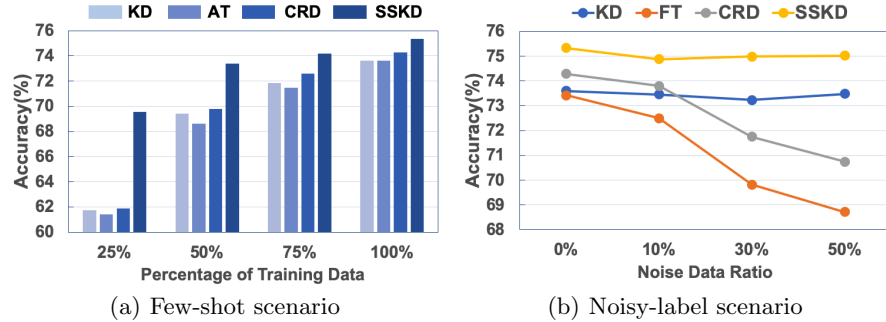 KD AT CRD SSKD
76
74
72
70
68
66
64
62
60
Accuracy(%)
25% 50% 75% 100%
Percentage of Training Data
(a) Few-shot scenario
KD FT CRD SSKD
76
75
74
73
72
71
70
69
68
Accuracy(%)
0% 10% 30% 50%
Noise Data Ratio
(b) Noisy-label scenario